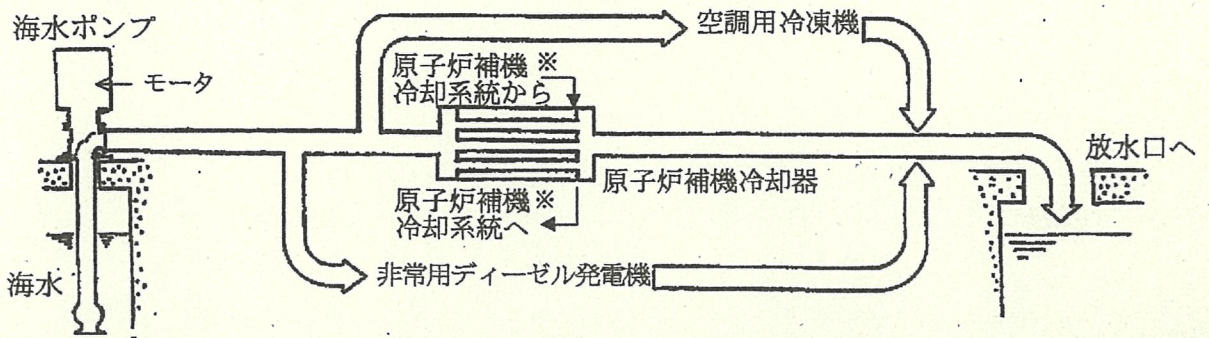 海水ポンプ
モータ
空調用冷凍機
原子炉補機※
冷却系統から
原子炉補機冷却器
放水口へ
原子炉補機※
冷却系統へ
非常用ディーゼル発電機
海水